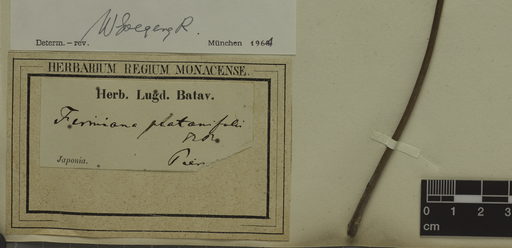 Determ. – rev.
München 1964
HERBARIUM REGIUM MONACENSE.
Herb. Lugd. Batav.
Firmiana platanifolia
Japonia.
0 1 2 3
cm